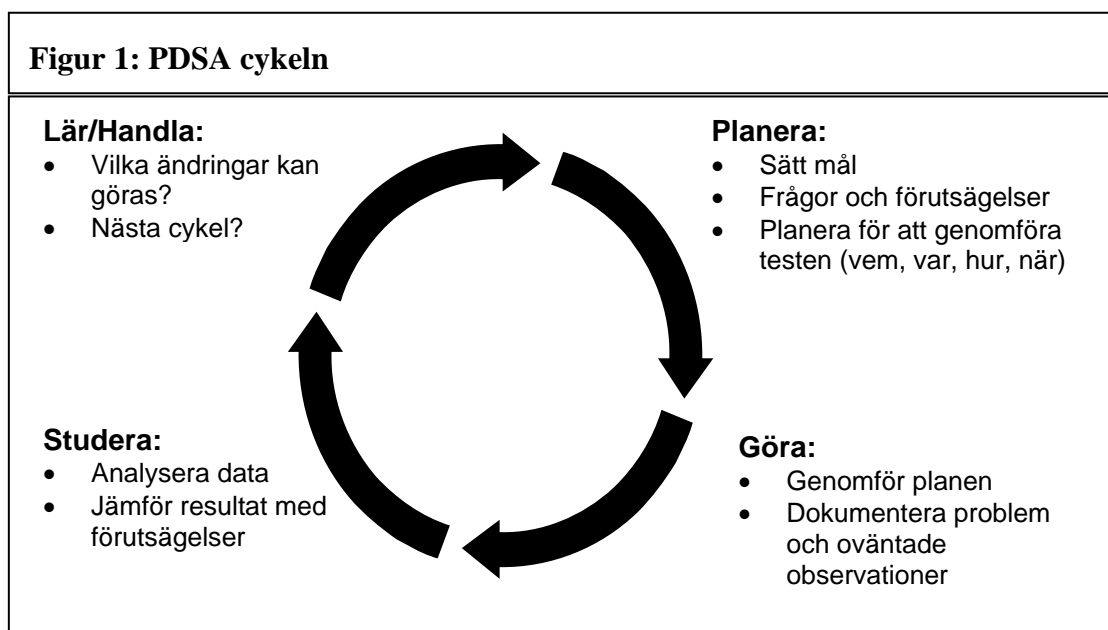 Figur 1: PDSA cykeln
Lär/Handla:
• Vilka ändringar kan
göras?
• Nästa cykel?
Planera:
• Sätt mål
• Frågor och förutsägelser
• Planera för att genomföra
testen (vem, var, hur, när)
Studera:
• Analysera data
• Jämför resultat med
förutsägelser
Göra:
• Genomför planen
• Dokumentera problem
och oväntade
observationer